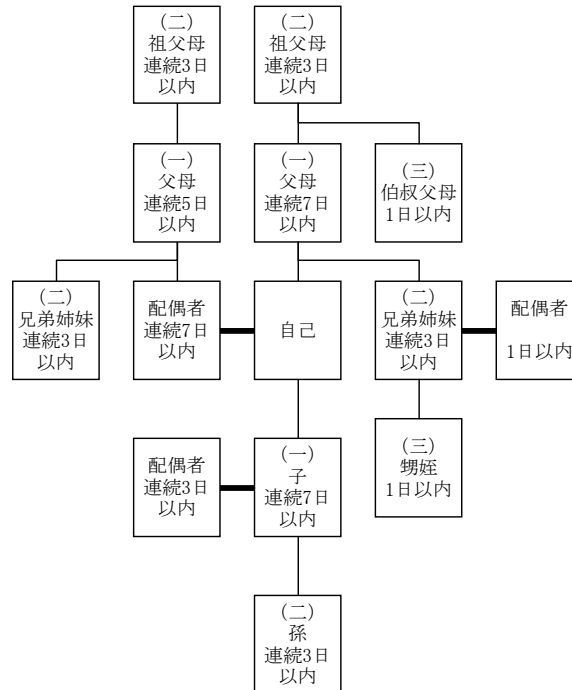 (二)
祖父母
連続3日
以内
(二)
祖父母
連続3日
以内
(一)
父母
連続5日
以内
(一)
父母
連続7日
以内
(三)
伯叔父母
1日以内
(二)
兄弟姉妹
連続3日
以内
配偶者
連続7日
以内
自己
(二)
兄弟姉妹
連続3日
以内
配偶者
1日以内
配偶者
連続3日
以内
(一)
子
連続7日
以内
(三)
甥姪
1日以内
(二)
孫
連続3日
以内